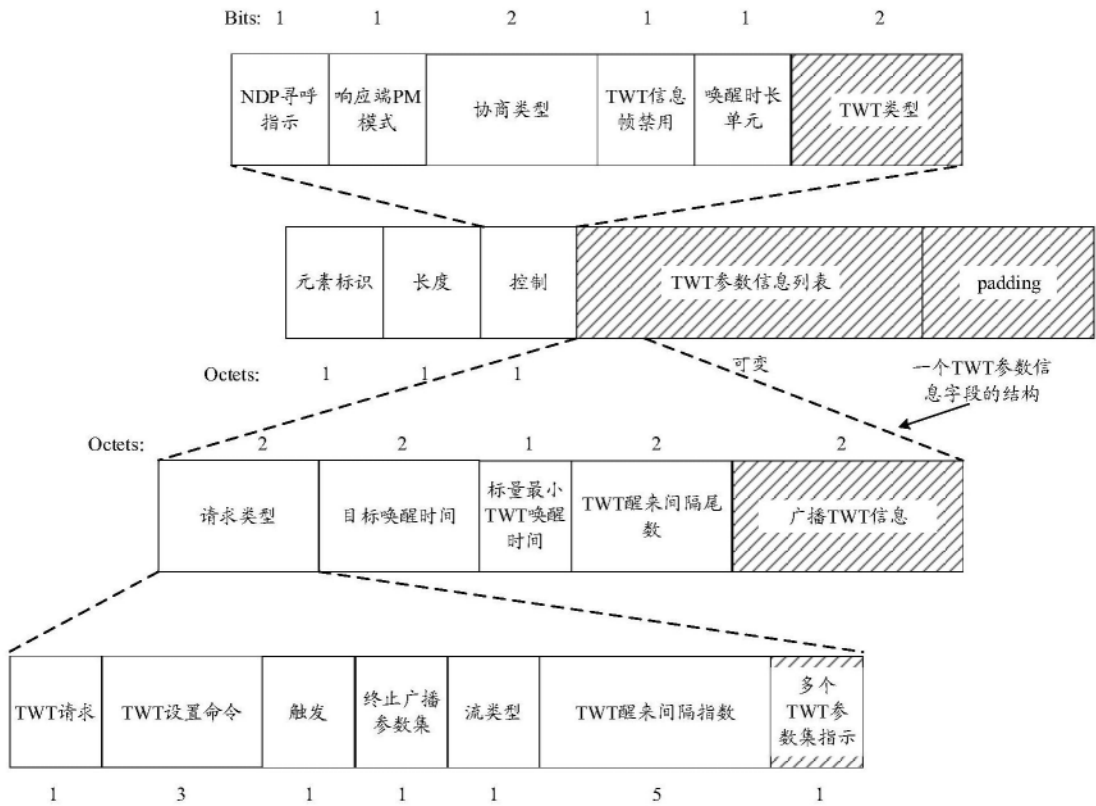 Bits: 1 1 2 1 1 2
NDP寻呼
指示
响应端PM
模式
协商类型
TWT信息
帧禁用
唤醒时长
单元
TWT类型
元素标识
长度
控制
TWT参数信息列表
padding
Octets: 1 1 1
可变
一个TWT参数信
息字段的结构
Octets: 2 2 1 2 2
请求类型
目标唤醒时间
标量最小
TWT唤醒
时间
TWT醒来间隔尾
数
广播TWT信息
TWT请求
TWT设置命令
触发
终止广播
参数集
流类型
TWT醒来间隔指数
多个
TWT参
数集指示
1 3 1 1 1 5 1